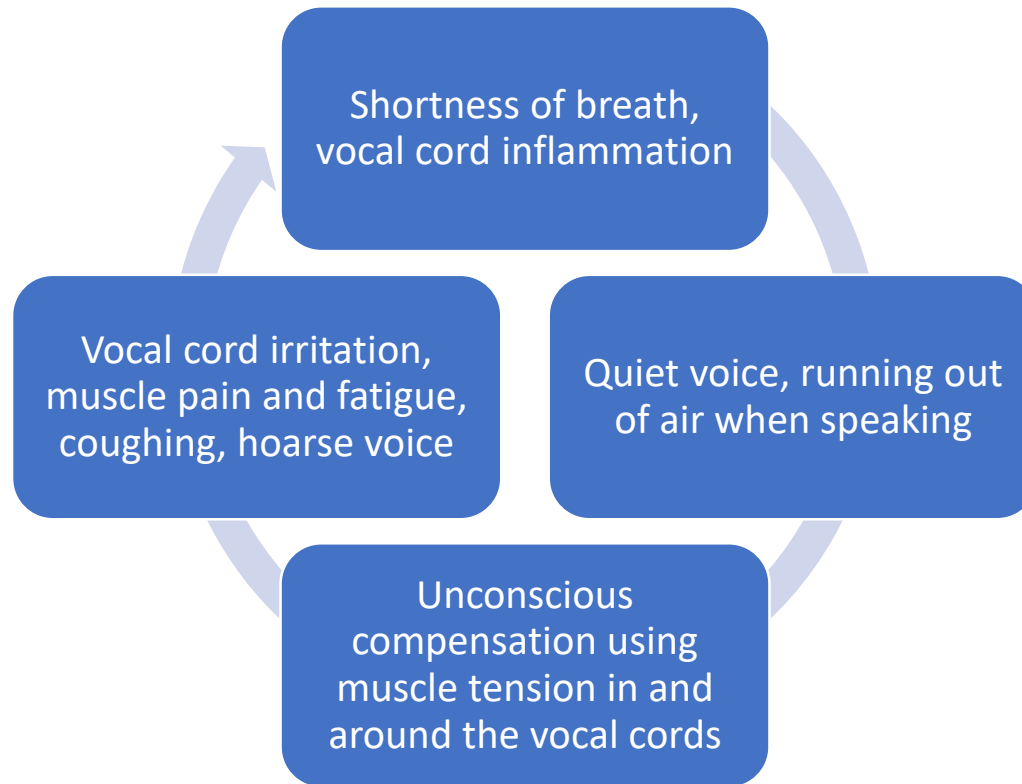 Shortness of breath,
vocal cord inflammation
Quiet voice, running out
of air when speaking
Unconscious
compensation using
muscle tension in and
around the vocal cords
Vocal cord irritation,
muscle pain and fatigue,
coughing, hoarse voice